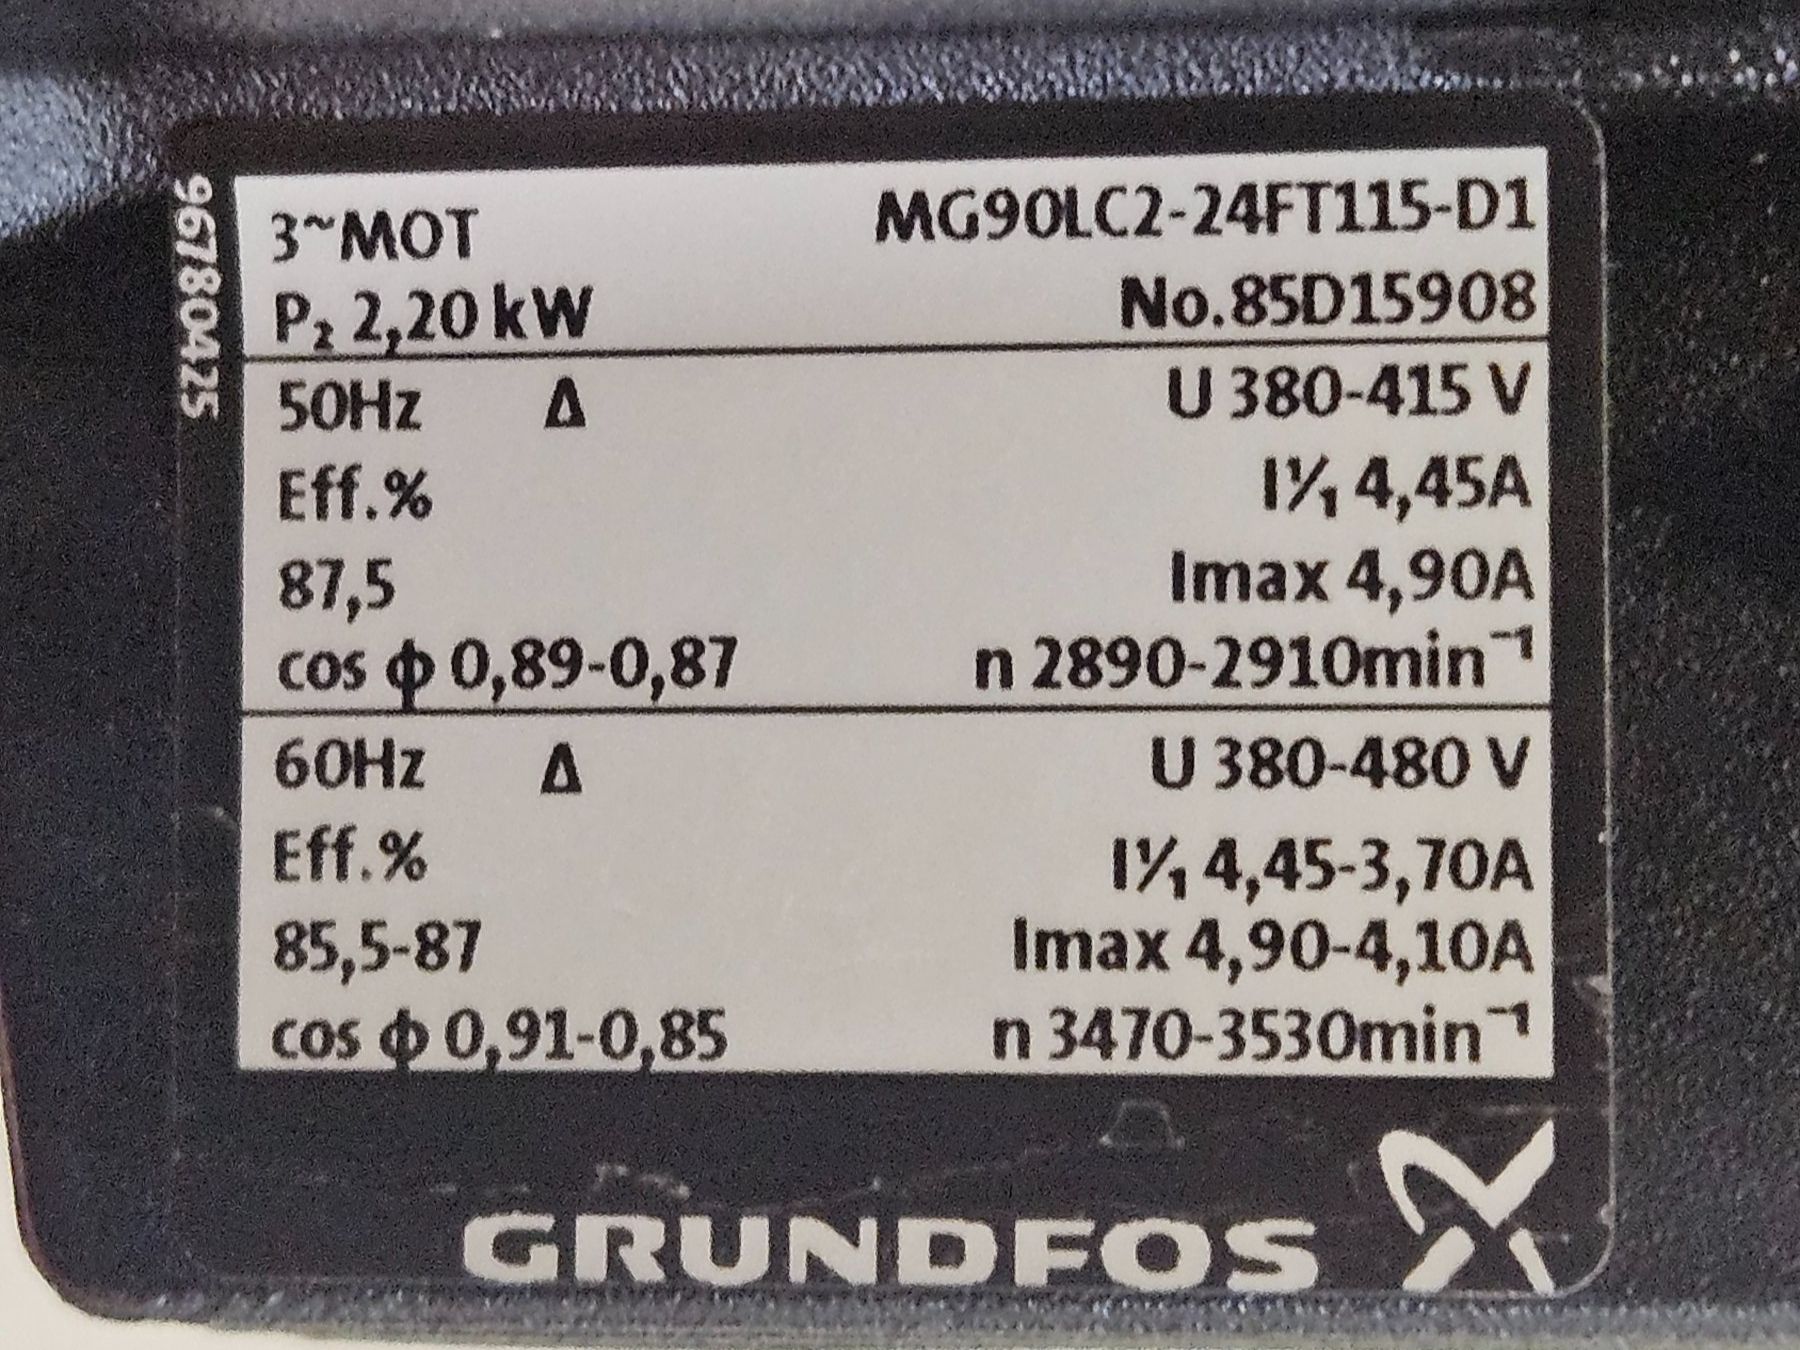 96780425
3~MOT MG90LC2-24FT115-D1
P₂ 2,20 kW No.85D15908
50Hz Δ U 380-415 V
Eff.% I¹⁄₁ 4,45A
87,5 Imax 4,90A
cos ϕ 0,89-0,87 n 2890-2910min⁻¹
60Hz Δ U 380-480 V
Eff.% I¹⁄₁ 4,45-3,70A
85,5-87 Imax 4,90-4,10A
cos ϕ 0,91-0,85 n 3470-3530min⁻¹
GRUNDFOS